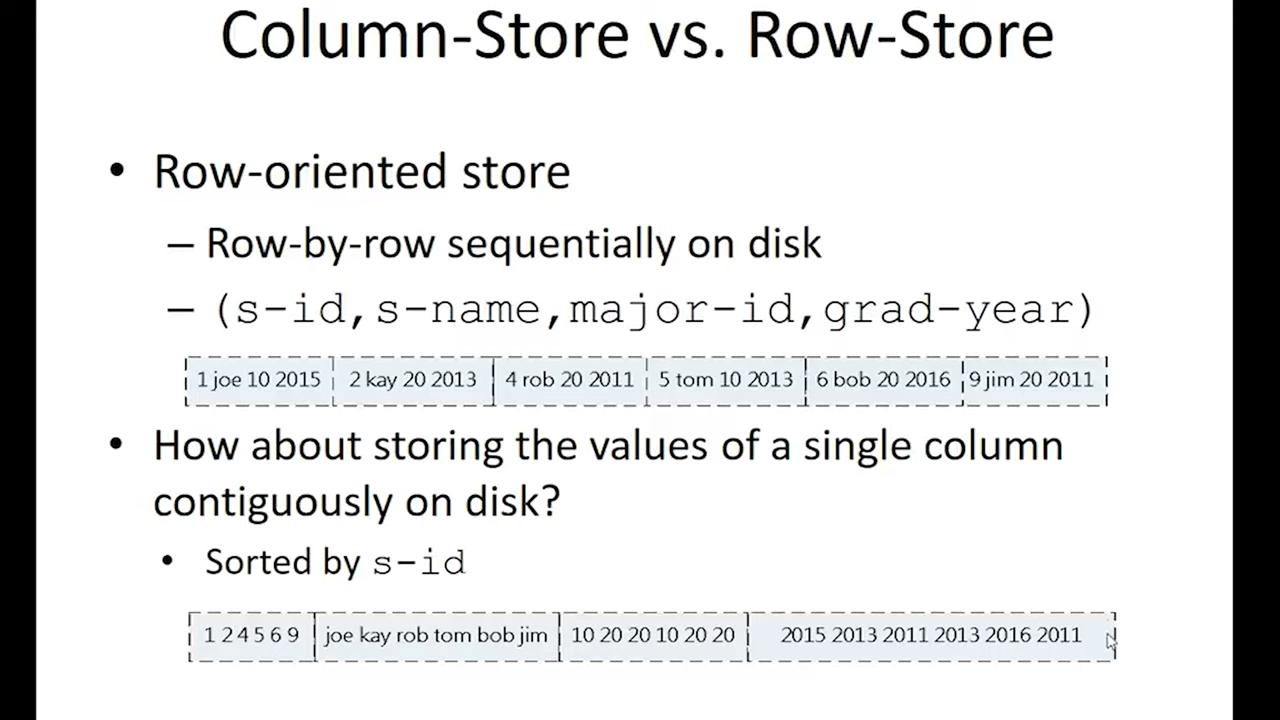 Column-Store vs. Row-Store
• Row-oriented store
– Row-by-row sequentially on disk
– (s-id,s-name,major-id,grad-year)
1 joe 10 2015 2 kay 20 2013 4 rob 20 2011 5 tom 10 2013 6 bob 20 2016 9 jim 20 2011
• How about storing the values of a single column
contiguously on disk?
• Sorted by s-id
1 2 4 5 6 9 joe kay rob tom bob jim 10 20 20 10 20 20 2015 2013 2011 2013 2016 2011